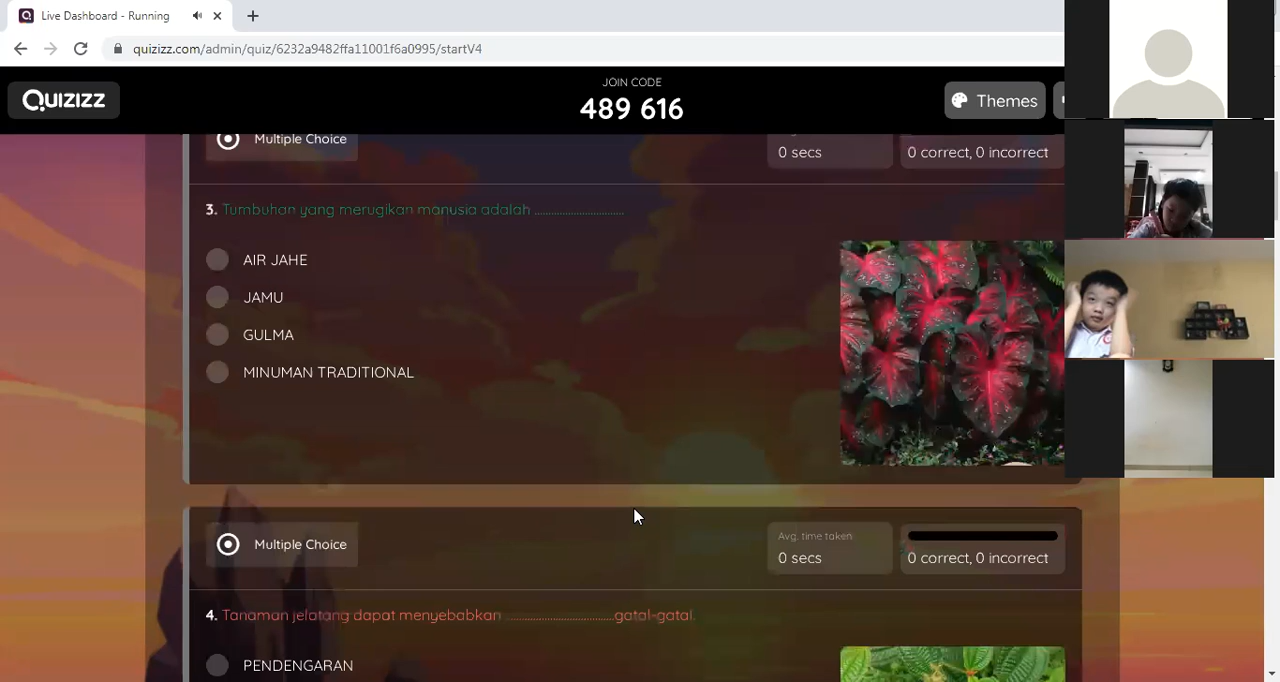 Live Dashboard - Running
quizizz.com/admin/quiz/6232a9482ffa11001f6a0995/startV4
QUIZIZZ
JOIN CODE
489 616
Themes
Multiple Choice
0 secs
0 correct, 0 incorrect
3. Tumbuhan yang merugikan manusia adalah ..............................
AIR JAHE
JAMU
GULMA
MINUMAN TRADITIONAL
Multiple Choice
Avg. time taken
0 secs
0 correct, 0 incorrect
4. Tanaman jelatang dapat menyebabkan ..............................gatal-gatal.
PENDENGARAN